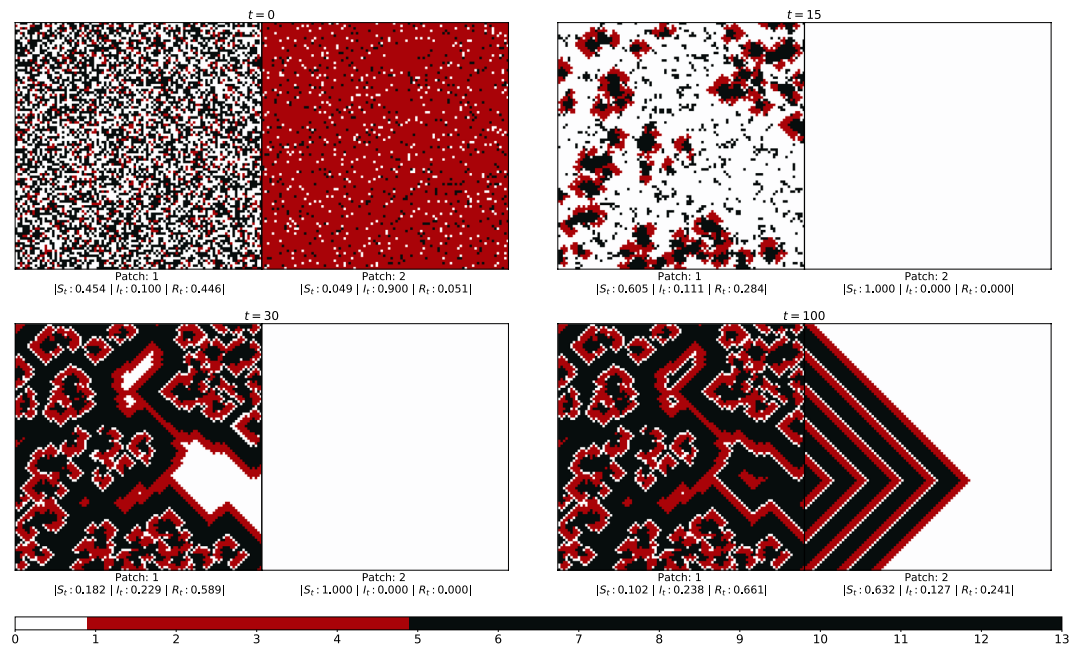 t = 0
t = 15
Patch: 1
Patch: 2
|S_t : 0.454 | I_t : 0.100 | R_t : 0.446|
|S_t : 0.049 | I_t : 0.900 | R_t : 0.051|
Patch: 1
Patch: 2
|S_t : 0.605 | I_t : 0.111 | R_t : 0.284|
|S_t : 1.000 | I_t : 0.000 | R_t : 0.000|
t = 30
t = 100
Patch: 1
Patch: 2
|S_t : 0.182 | I_t : 0.229 | R_t : 0.589|
|S_t : 1.000 | I_t : 0.000 | R_t : 0.000|
Patch: 1
Patch: 2
|S_t : 0.102 | I_t : 0.238 | R_t : 0.661|
|S_t : 0.632 | I_t : 0.127 | R_t : 0.241|
0 1 2 3 4 5 6 7 8 9 10 11 12 13